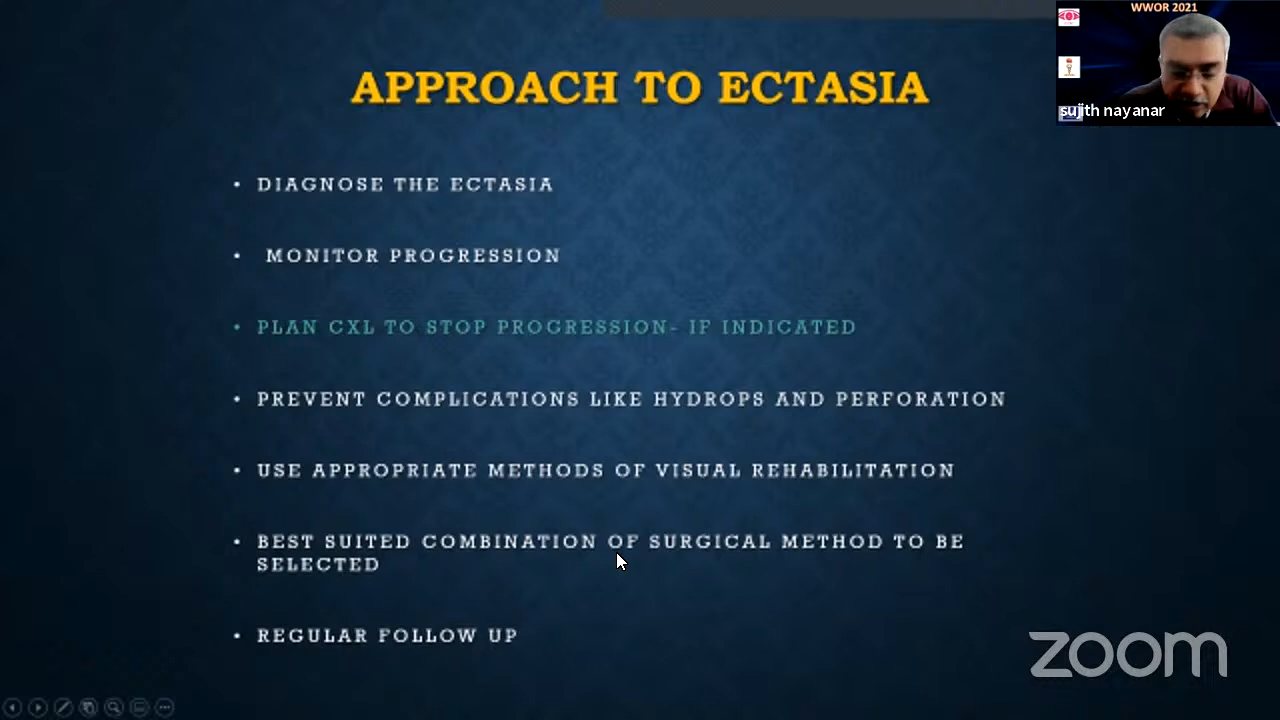 WWOR 2021
sujith nayanar
APPROACH TO ECTASIA
• DIAGNOSE THE ECTASIA
• MONITOR PROGRESSION
• PLAN CXL TO STOP PROGRESSION- IF INDICATED
• PREVENT COMPLICATIONS LIKE HYDROPS AND PERFORATION
• USE APPROPRIATE METHODS OF VISUAL REHABILITATION
• BEST SUITED COMBINATION OF SURGICAL METHOD TO BE
SELECTED
• REGULAR FOLLOW UP
zoom